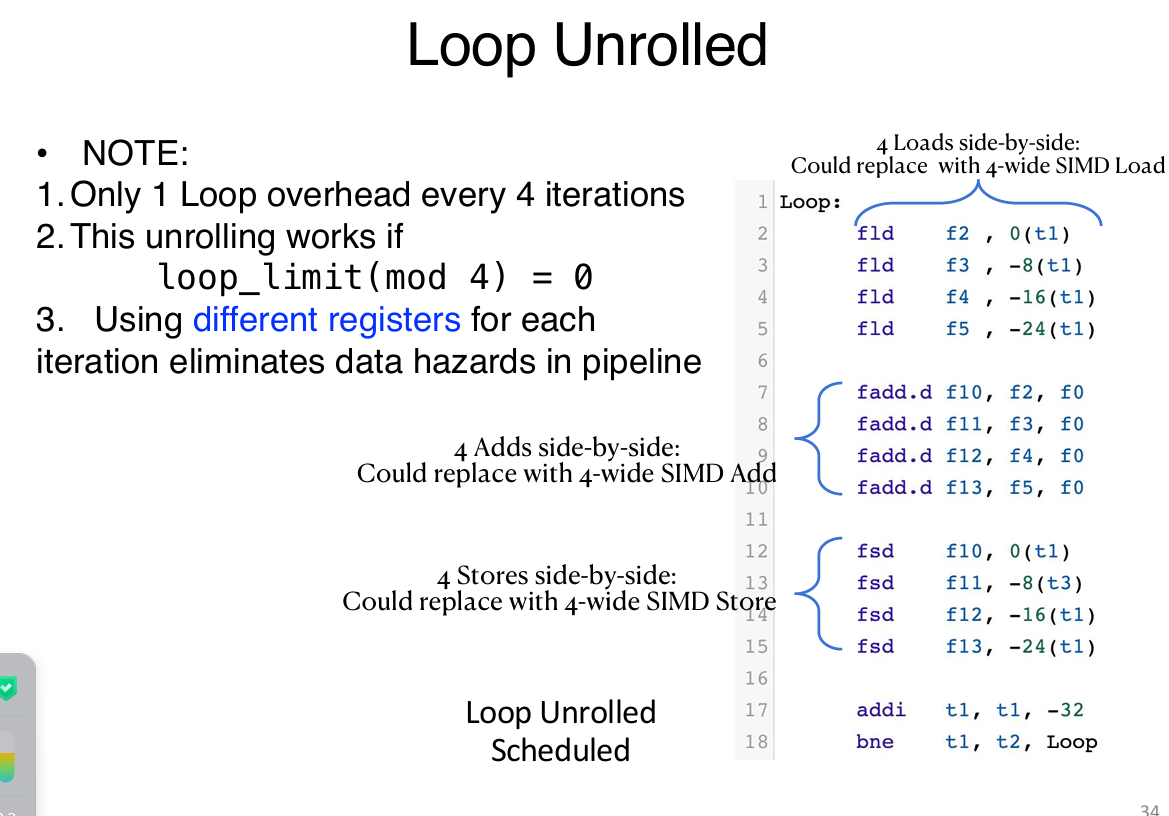 Loop Unrolled
• NOTE:
1. Only 1 Loop overhead every 4 iterations
2. This unrolling works if
loop_limit(mod 4) = 0
3. Using different registers for each
iteration eliminates data hazards in pipeline
4 Loads side-by-side:
Could replace with 4-wide SIMD Load
1 Loop:
2 fld f2 , 0(t1)
3 fld f3 , -8(t1)
4 fld f4 , -16(t1)
5 fld f5 , -24(t1)
6
7 fadd.d f10, f2, f0
8 fadd.d f11, f3, f0
9 fadd.d f12, f4, f0
10 fadd.d f13, f5, f0
11
12 fsd f10, 0(t1)
13 fsd f11, -8(t3)
14 fsd f12, -16(t1)
15 fsd f13, -24(t1)
16
17 addi t1, t1, -32
18 bne t1, t2, Loop
4 Adds side-by-side:
Could replace with 4-wide SIMD Add
4 Stores side-by-side:
Could replace with 4-wide SIMD Store
Loop Unrolled
Scheduled
34